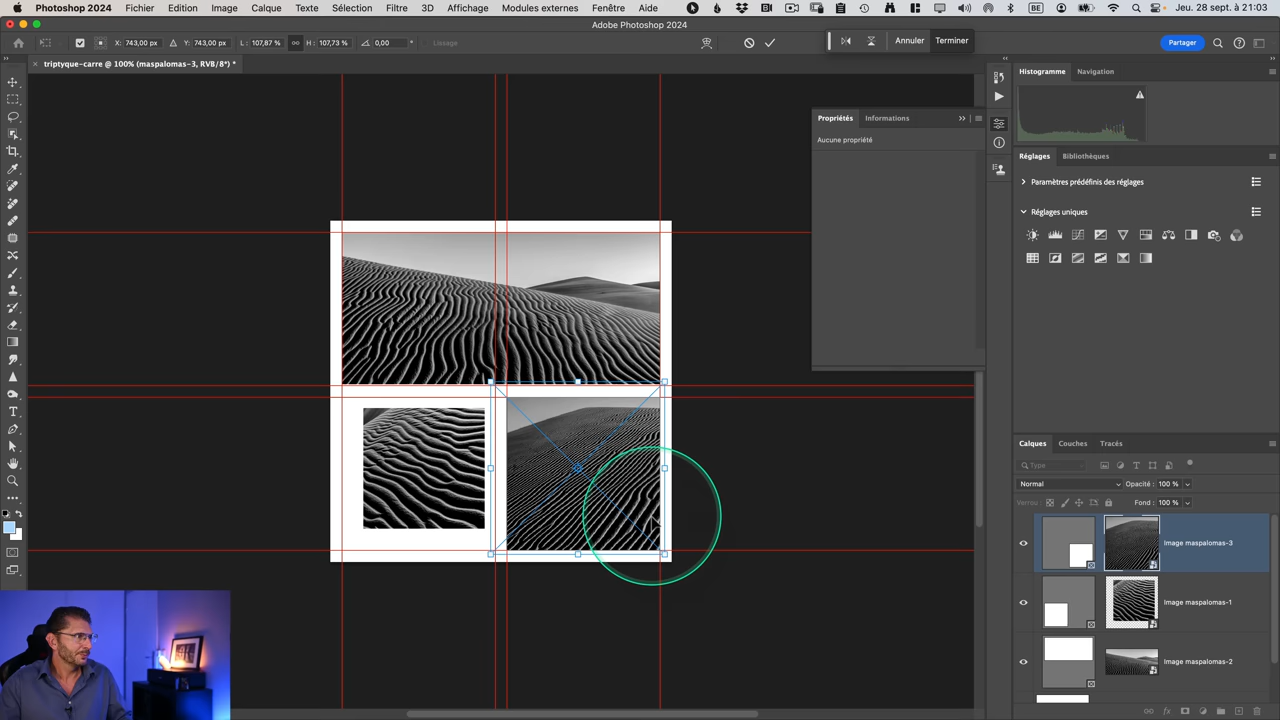 Photoshop 2024 Fichier Edition Image Calque Texte Sélection Filtre 3D Affichage Modules externes Fenêtre Aide BE Jeu. 28 sept. à 21:03
Adobe Photoshop 2024
X: 743,00 px Y: 743,00 px L: 107,87 % H: 107,73 % 0,00 Lissage
Annuler Terminer
Partager
triptyque-carre @ 100% (maspalomas-3, RVB/8*) *
Histogramme Navigation
Propriétés Informations
Aucune propriété
Réglages Bibliothèques
Paramètres prédéfinis des réglages
Réglages uniques
Calques Couches Tracés
Type
Normal Opacité : 100 %
Verrou : Fond : 100 %
Image maspalomas-3
Image maspalomas-1
Image maspalomas-2